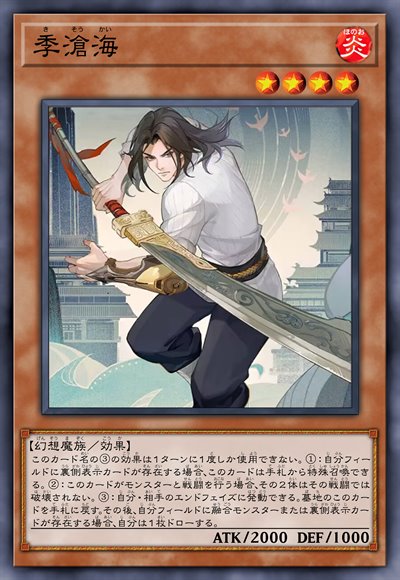 季滄海
炎
【幻想魔族／効果】
このカード名の③の効果は1ターンに1度しか使用できない。①：自分フィ
ールドに裏側表示カードが存在する場合、このカードは手札から特殊召喚でき
る。②：このカードがモンスターと戦闘を行う場合、その2体はその戦闘では
破壊されない。③：自分・相手のエンドフェイズに発動できる。墓地のこのカー
ドを手札に戻す。その後、自分フィールドに融合モンスターまたは裏側表示カー
ドが存在する場合、自分は1枚ドローする。
ATK/2000 DEF/1000